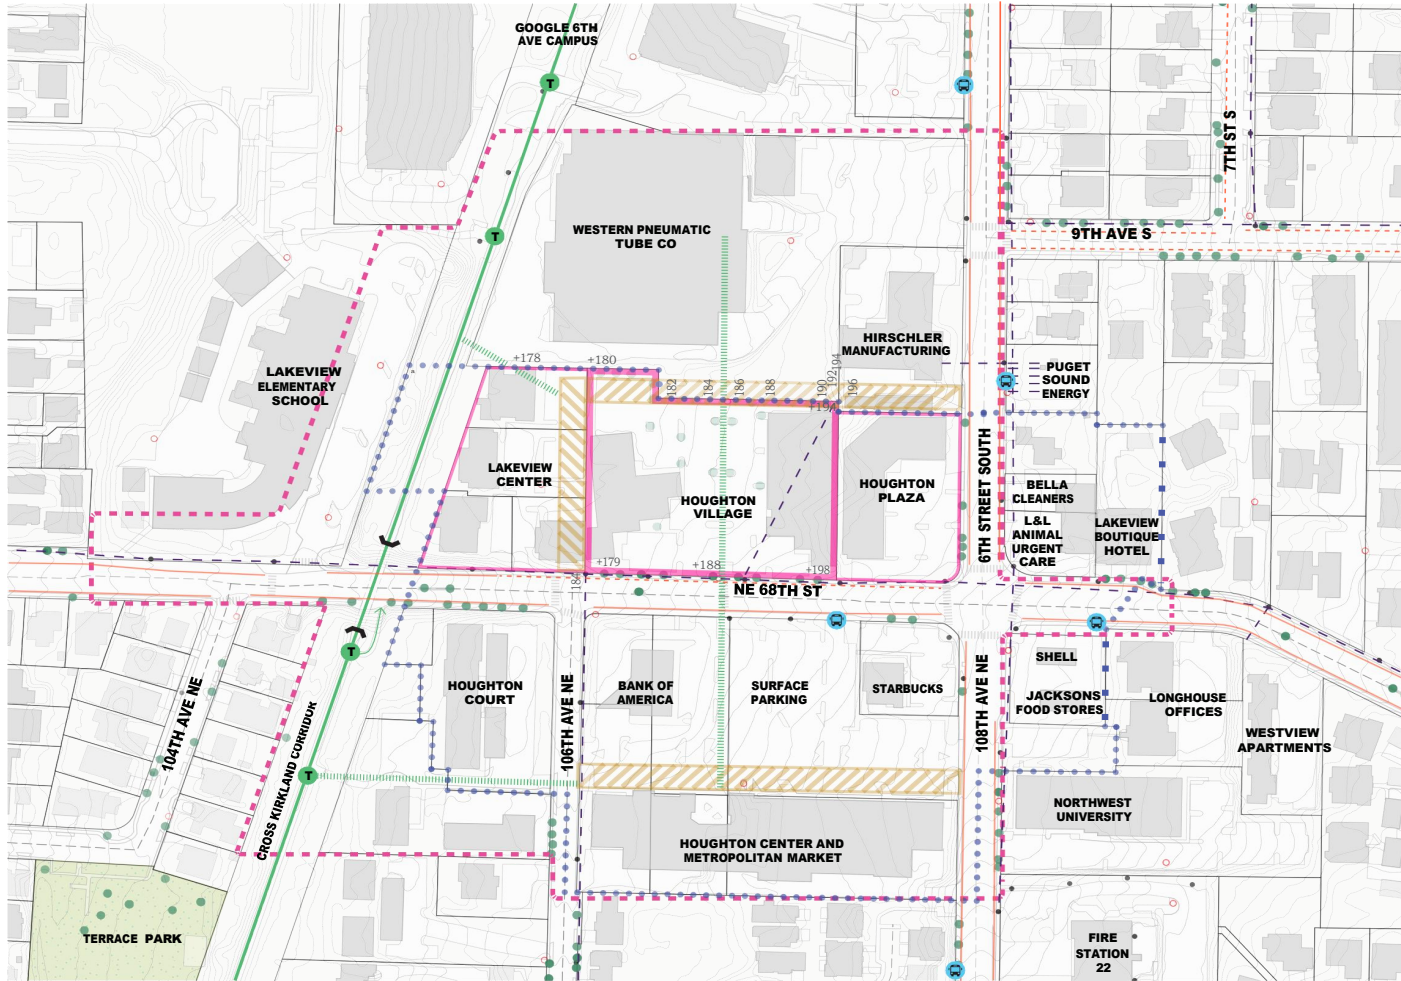 GOOGLE 6TH
AVE CAMPUS
T
7TH ST S
T
WESTERN PNEUMATIC
TUBE CO
9TH AVE S
HIRSCHLER
MANUFACTURING
+178
+180
182
184
186
188
190
192
194
196
PUGET
SOUND
ENERGY
LAKEVIEW
ELEMENTARY
SCHOOL
LAKEVIEW
CENTER
HOUGHTON
VILLAGE
HOUGHTON
PLAZA
6TH STREET SOUTH
BELLA
CLEANERS
L&L
ANIMAL
URGENT
CARE
LAKEVIEW
BOUTIQUE
HOTEL
+179
+188
+198
NE 68TH ST
T
104TH AVE NE
HOUGHTON
COURT
106TH AVE NE
BANK OF
AMERICA
SURFACE
PARKING
STARBUCKS
108TH AVE NE
SHELL
JACKSONS
FOOD STORES
LONGHOUSE
OFFICES
WESTVIEW
APARTMENTS
T
CROSS KIRKLAND CORRIDOR
NORTHWEST
UNIVERSITY
HOUGHTON CENTER AND
METROPOLITAN MARKET
TERRACE PARK
FIRE
STATION
22